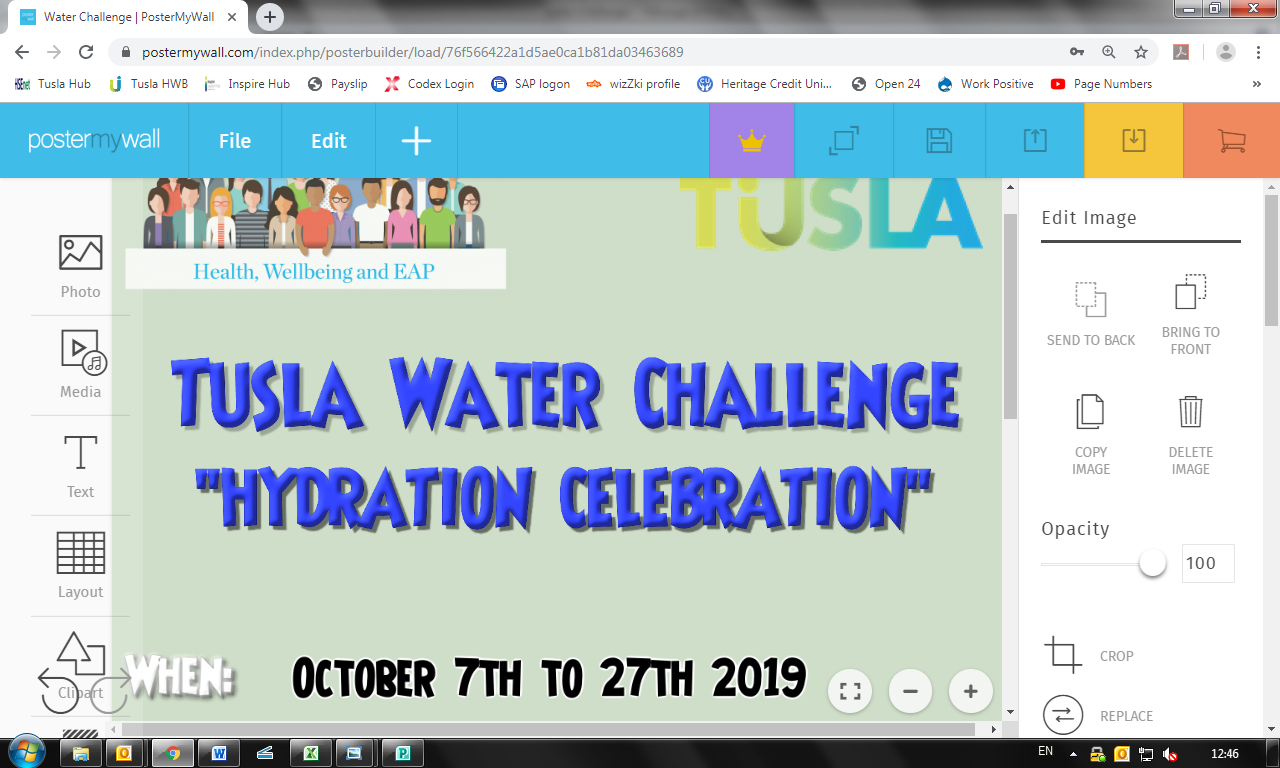 Water Challenge | PosterMyWall
postermywall.com/index.php/posterbuilder/load/76f566422a1d5ae0ca1b81da03463689
Tusla Hub
Tusla HWB
Inspire Hub
Payslip
Codex Login
SAP logon
wizZki profile
Heritage Credit Uni...
Open 24
Work Positive
Page Numbers
»
postermywall
File
Edit
TUSLA
Health, Wellbeing and EAP
Photo
Media
Text
Layout
Clipart
Tusla Water Challenge
"Hydration Celebration"
When:
October 7th to 27th 2019
Edit Image
SEND TO BACK
BRING TO
FRONT
COPY
IMAGE
DELETE
IMAGE
Opacity
100
CROP
REPLACE
EN
12:46